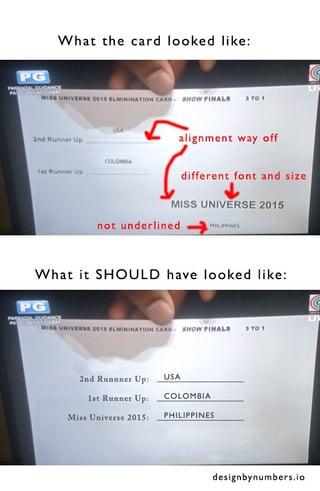 What the card looked like:
PG
PARENTAL GUIDANCE
MISS UNIVERSE 2015 ELMININATION CARD - SHOW FINALS 3 TO 1
USA
2nd Runner Up
alignment way off
COLOMBIA
1st Runner Up
different font and size
MISS UNIVERSE 2015
not underlined
PHILIPPINES
What it SHOULD have looked like:
PG
PARENTAL GUIDANCE
MISS UNIVERSE 2015 ELMININATION CARD - SHOW FINALS 3 TO 1
2nd Runnner Up: USA
1st Runner Up: COLOMBIA
Miss Universe 2015: PHILIPPINES
designbynumbers.io